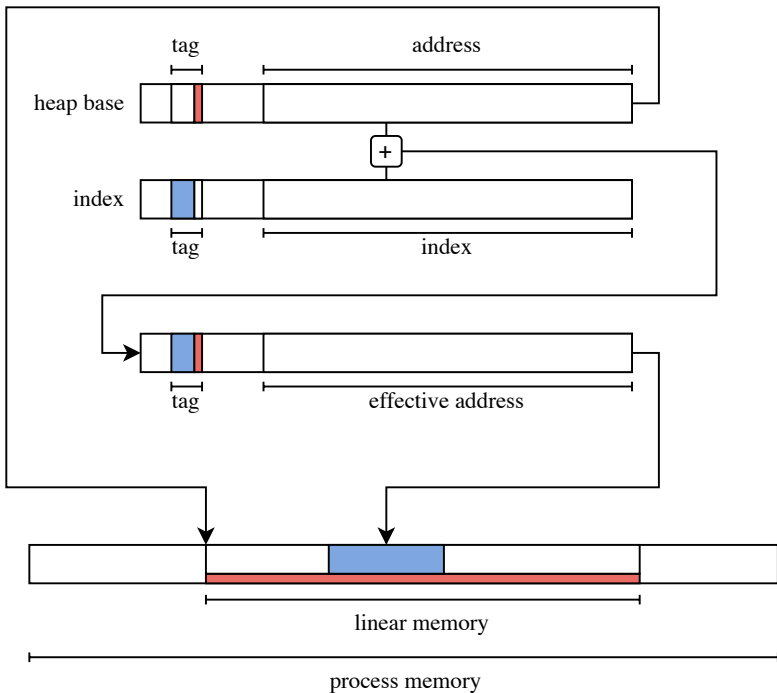 tag
address
heap base
+
index
tag
index
tag
effective address
linear memory
process memory